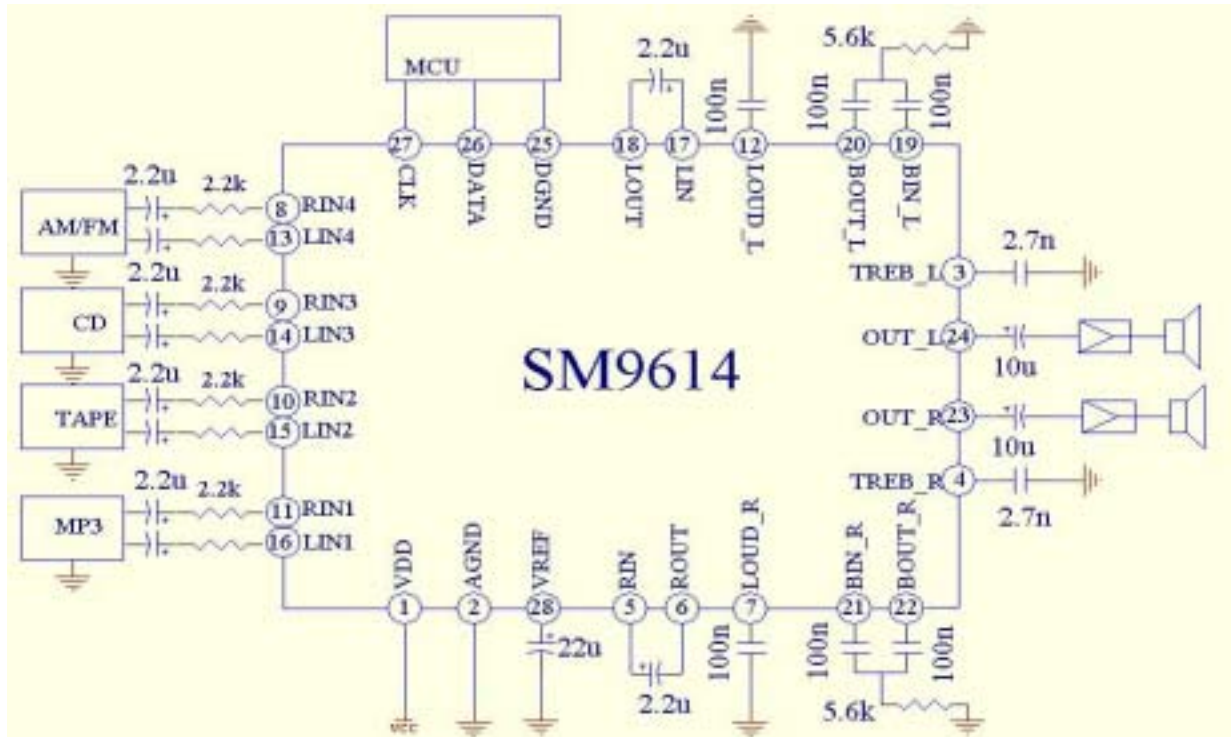 MCU
2.2u
100n
5.6k
100n
100n
27 26 25 18 17 12 20 19
CLK
DATA
DGND
LOUT
LIN
LOUD_L
BOUT_L
BIN_L
AM/FM
2.2u 2.2k
8 RIN4
13 LIN4
CD
2.2u 2.2k
9 RIN3
14 LIN3
TAPE
2.2u 2.2k
10 RIN2
15 LIN2
MP3
2.2u 2.2k
11 RIN1
16 LIN1
SM9614
TREB_L 3
2.7n
OUT_L 24
10u
OUT_R 23
10u
TREB_R 4
2.7n
VDD
AGND
VREF
RIN
ROUT
LOUD_R
BIN_R
BOUT_R
1 2 28 5 6 7 21 22
22u
2.2u
100n
100n
100n
5.6k
vcc